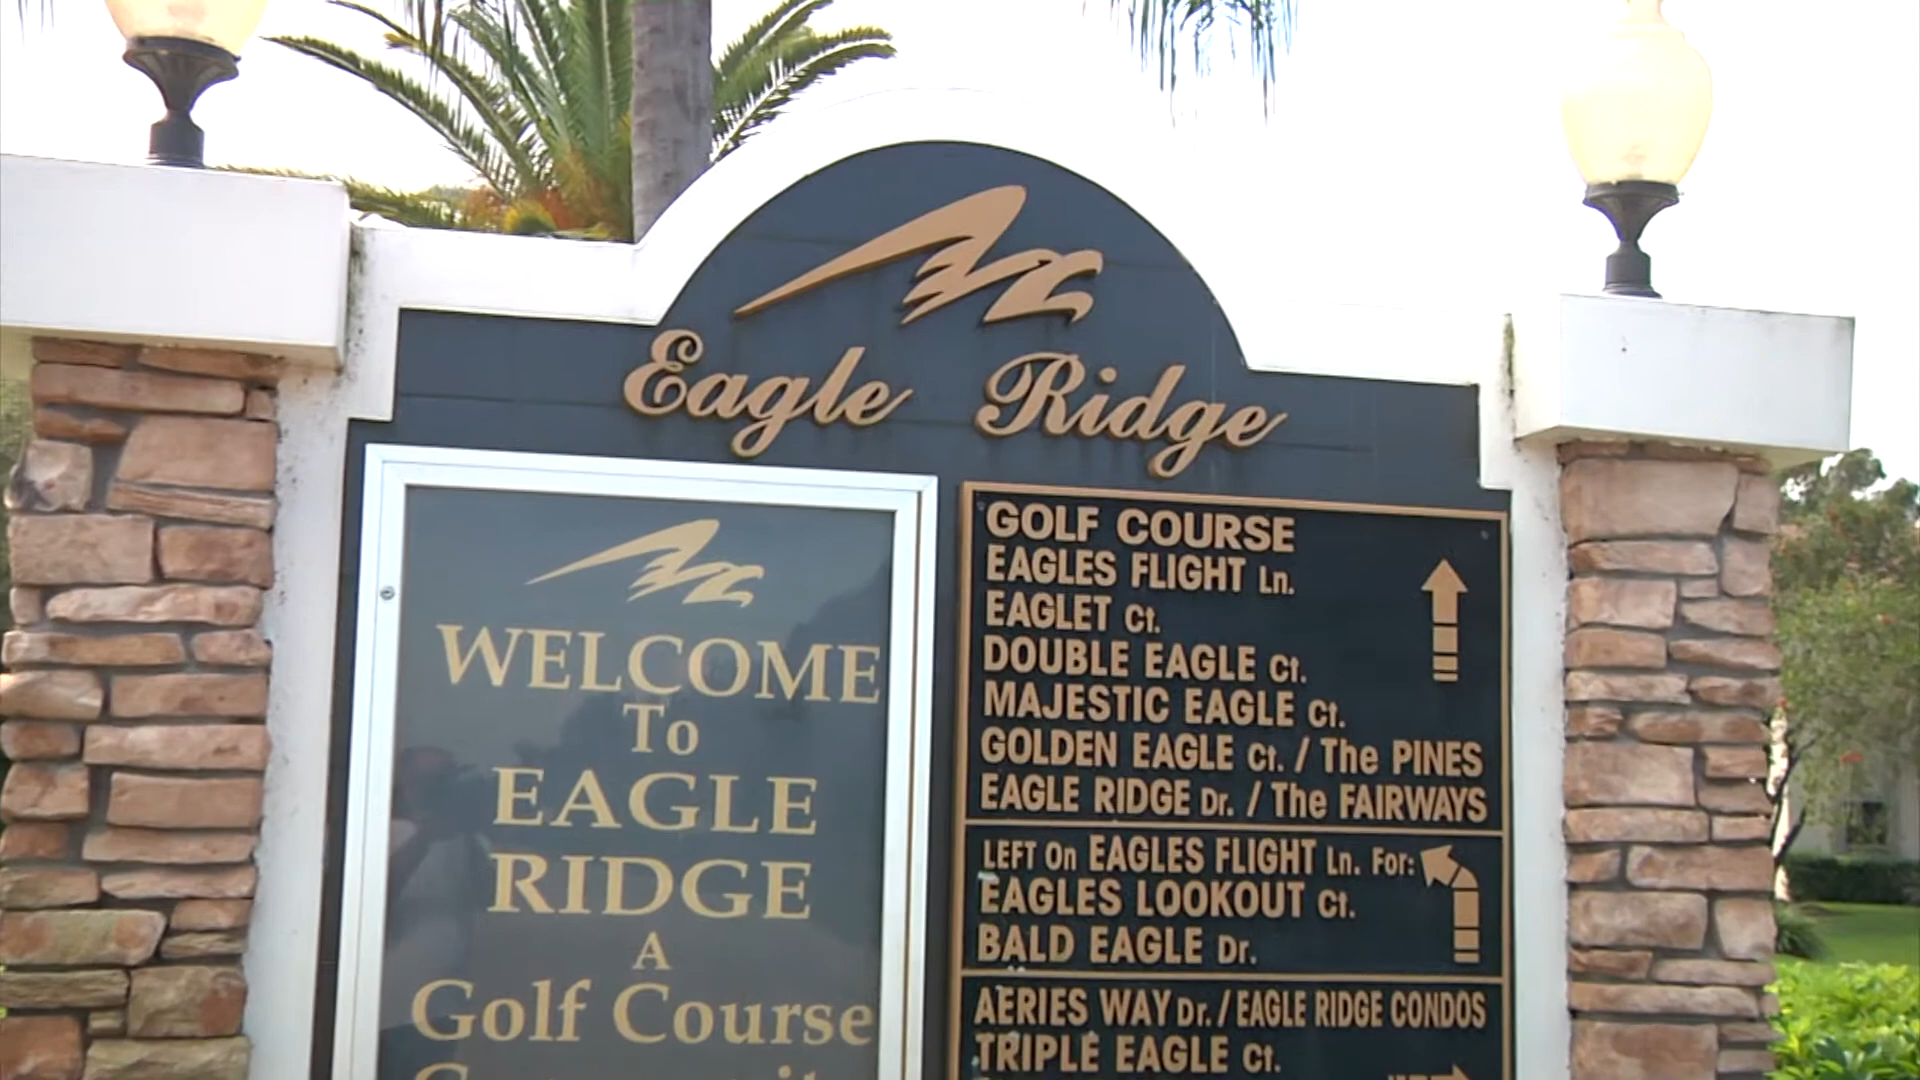 Eagle Ridge
WELCOME
To
EAGLE
RIDGE
A
Golf Course
GOLF COURSE
EAGLES FLIGHT Ln.
EAGLET Ct.
DOUBLE EAGLE Ct.
MAJESTIC EAGLE Ct.
GOLDEN EAGLE Ct. / The PINES
EAGLE RIDGE Dr. / The FAIRWAYS
LEFT On EAGLES FLIGHT Ln. For:
EAGLES LOOKOUT Ct.
BALD EAGLE Dr.
AERIES WAY Dr. / EAGLE RIDGE CONDOS
TRIPLE EAGLE Ct.